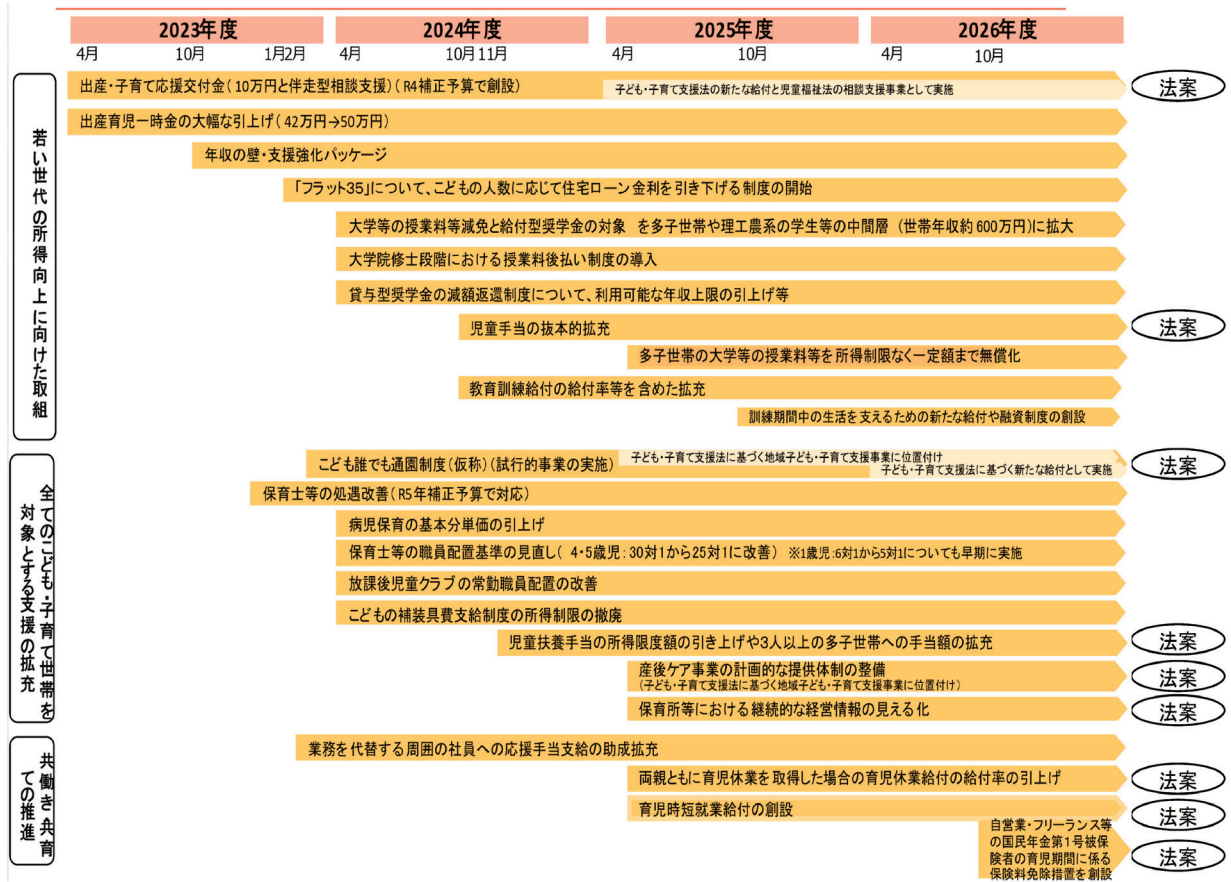 2023年度 2024年度 2025年度 2026年度
4月 10月 1月2月 4月 10月11月 4月 10月 4月 10月
若い世代の所得向上に向けた取組
出産・子育て応援交付金(10万円と伴走型相談支援)(R4補正予算で創設)
子ども・子育て支援法の新たな給付と児童福祉法の相談支援事業として実施
法案
出産育児一時金の大幅な引上げ(42万円→50万円)
年収の壁・支援強化パッケージ
「フラット35」について、こどもの人数に応じて住宅ローン金利を引き下げる制度の開始
大学等の授業料等減免と給付型奨学金の対象 を多子世帯や理工農系の学生等の中間層 (世帯年収約600万円)に拡大
大学院修士段階における授業料後払い制度の導入
貸与型奨学金の減額返還制度について、利用可能な年収上限の引上げ等
児童手当の抜本的拡充
法案
多子世帯の大学等の授業料等を所得制限なく一定額まで無償化
教育訓練給付の給付率等を含めた拡充
訓練期間中の生活を支えるための新たな給付や融資制度の創設
全てのこども・子育て世帯を
対象とする支援の拡充
こども誰でも通園制度(仮称)(試行的事業の実施)
子ども・子育て支援法に基づく地域子ども・子育て支援事業に位置付け
子ども・子育て支援法に基づく新たな給付として実施
法案
保育士等の処遇改善(R5年補正予算で対応)
病児保育の基本分単価の引上げ
保育士等の職員配置基準の見直し( 4・5歳児:30対1から25対1に改善) ※1歳児:6対1から5対1についても早期に実施
放課後児童クラブの常勤職員配置の改善
こどもの補装具費支給制度の所得制限の撤廃
児童扶養手当の所得限度額の引き上げや3人以上の多子世帯への手当額の拡充
法案
産後ケア事業の計画的な提供体制の整備
(子ども・子育て支援法に基づく地域子ども・子育て支援事業に位置付け)
法案
保育所等における継続的な経営情報の見える化
法案
共働き・共育
ての推進
業務を代替する周囲の社員への応援手当支給の助成拡充
両親ともに育児休業を取得した場合の育児休業給付の給付率の引上げ
法案
育児時短就業給付の創設
法案
自営業・フリーランス等
の国民年金第1号被保
険者の育児期間に係る
保険料免除措置を創設
法案